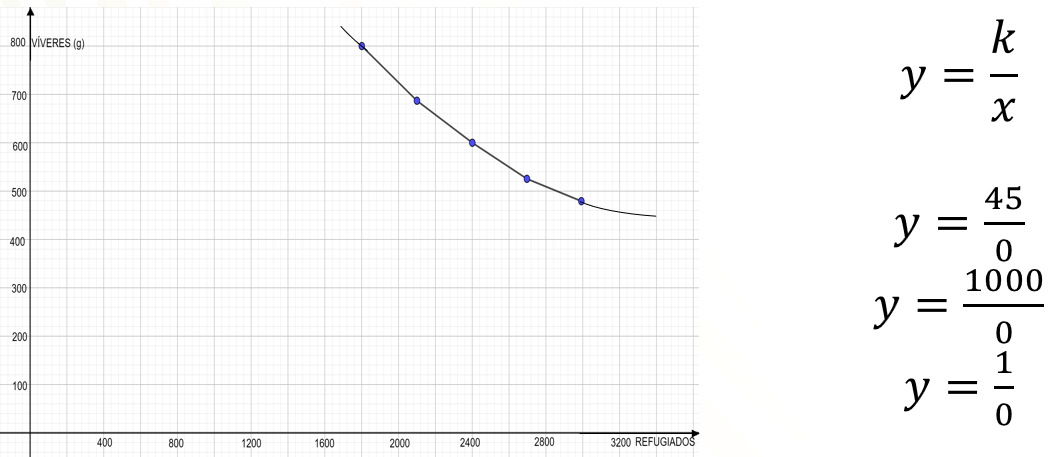 800 VÍVERES (g)
700
600
500
400
300
200
100
400 800 1200 1600 2000 2400 2800 3200 REFUGIADOS
y = k/x
y = 45/0
y = 1000/0
y = 1/0